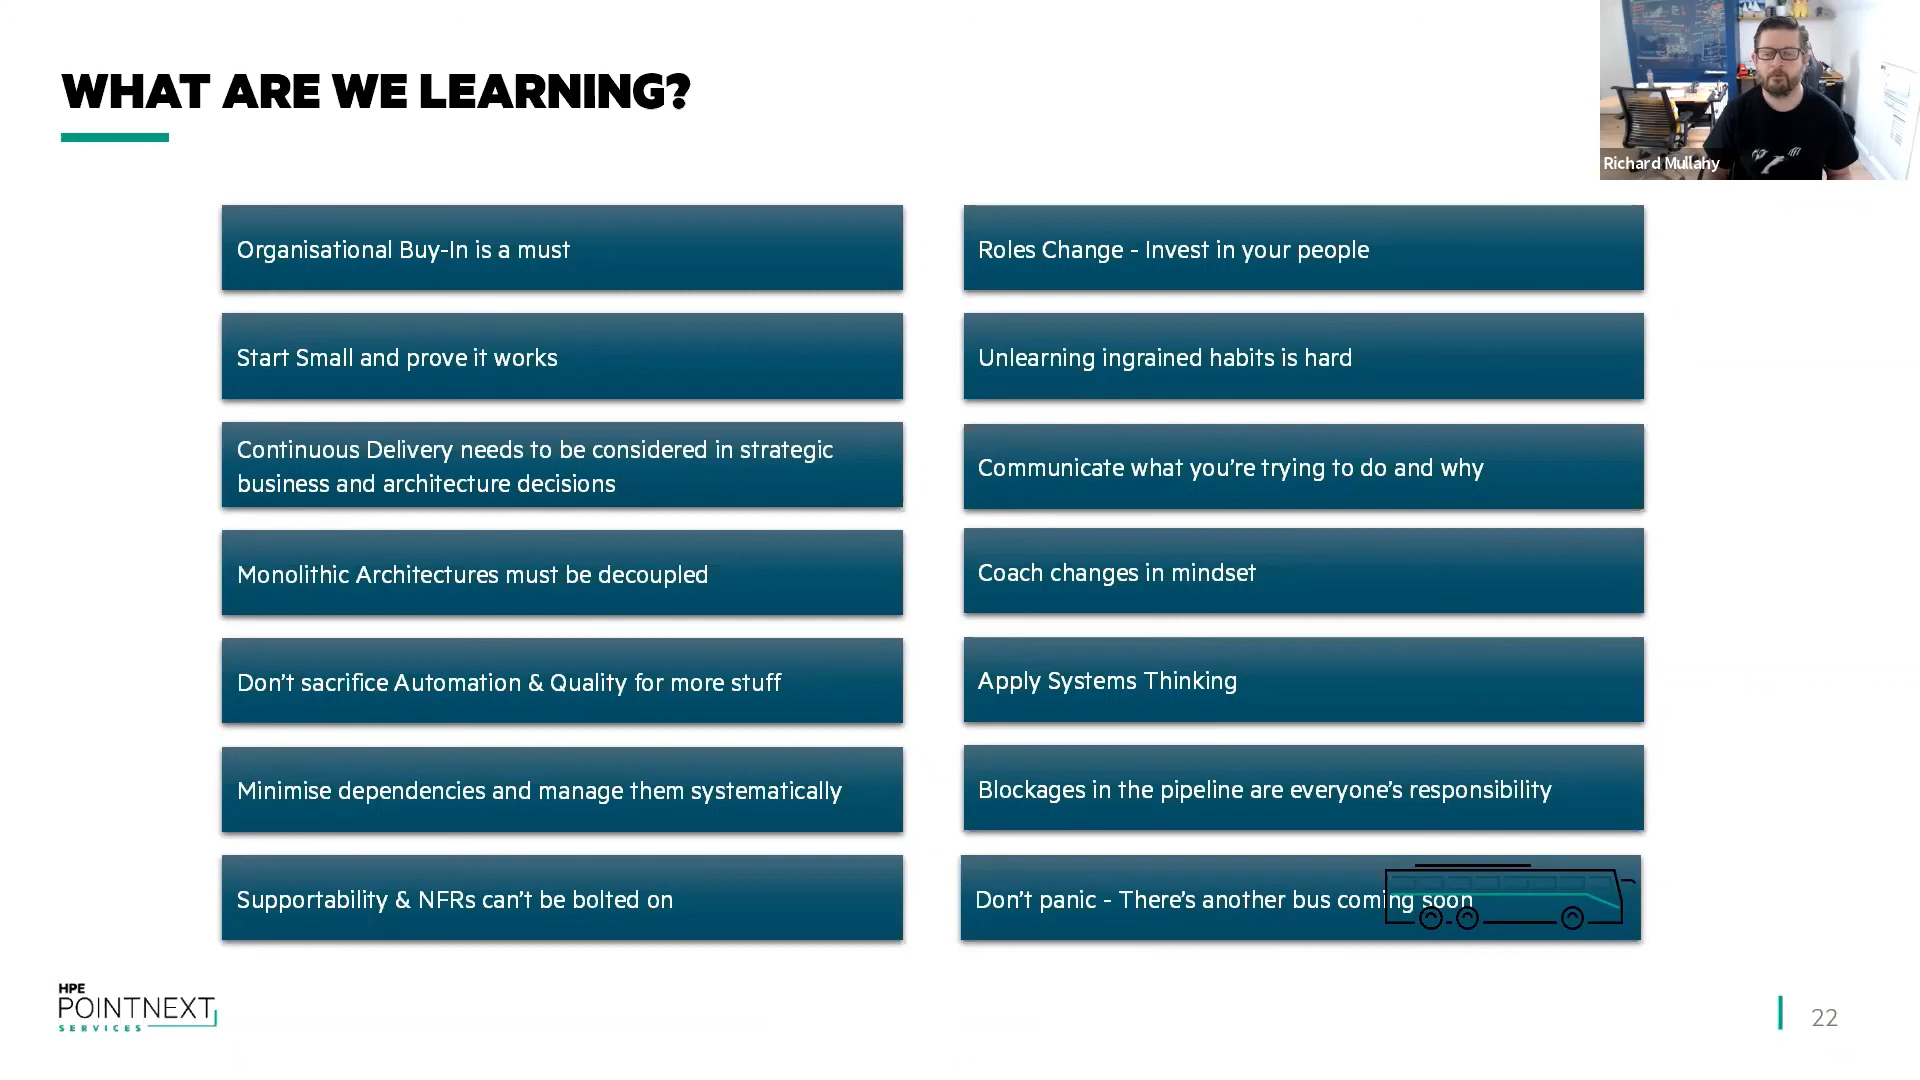 WHAT ARE WE LEARNING?
Richard Mullahy
Organisational Buy-In is a must
Start Small and prove it works
Continuous Delivery needs to be considered in strategic
business and architecture decisions
Monolithic Architectures must be decoupled
Don't sacrifice Automation & Quality for more stuff
Minimise dependencies and manage them systematically
Supportability & NFRs can't be bolted on
Roles Change - Invest in your people
Unlearning ingrained habits is hard
Communicate what you're trying to do and why
Coach changes in mindset
Apply Systems Thinking
Blockages in the pipeline are everyone's responsibility
Don't panic - There's another bus coming soon
HPE
POINTNEXT
SERVICES
22